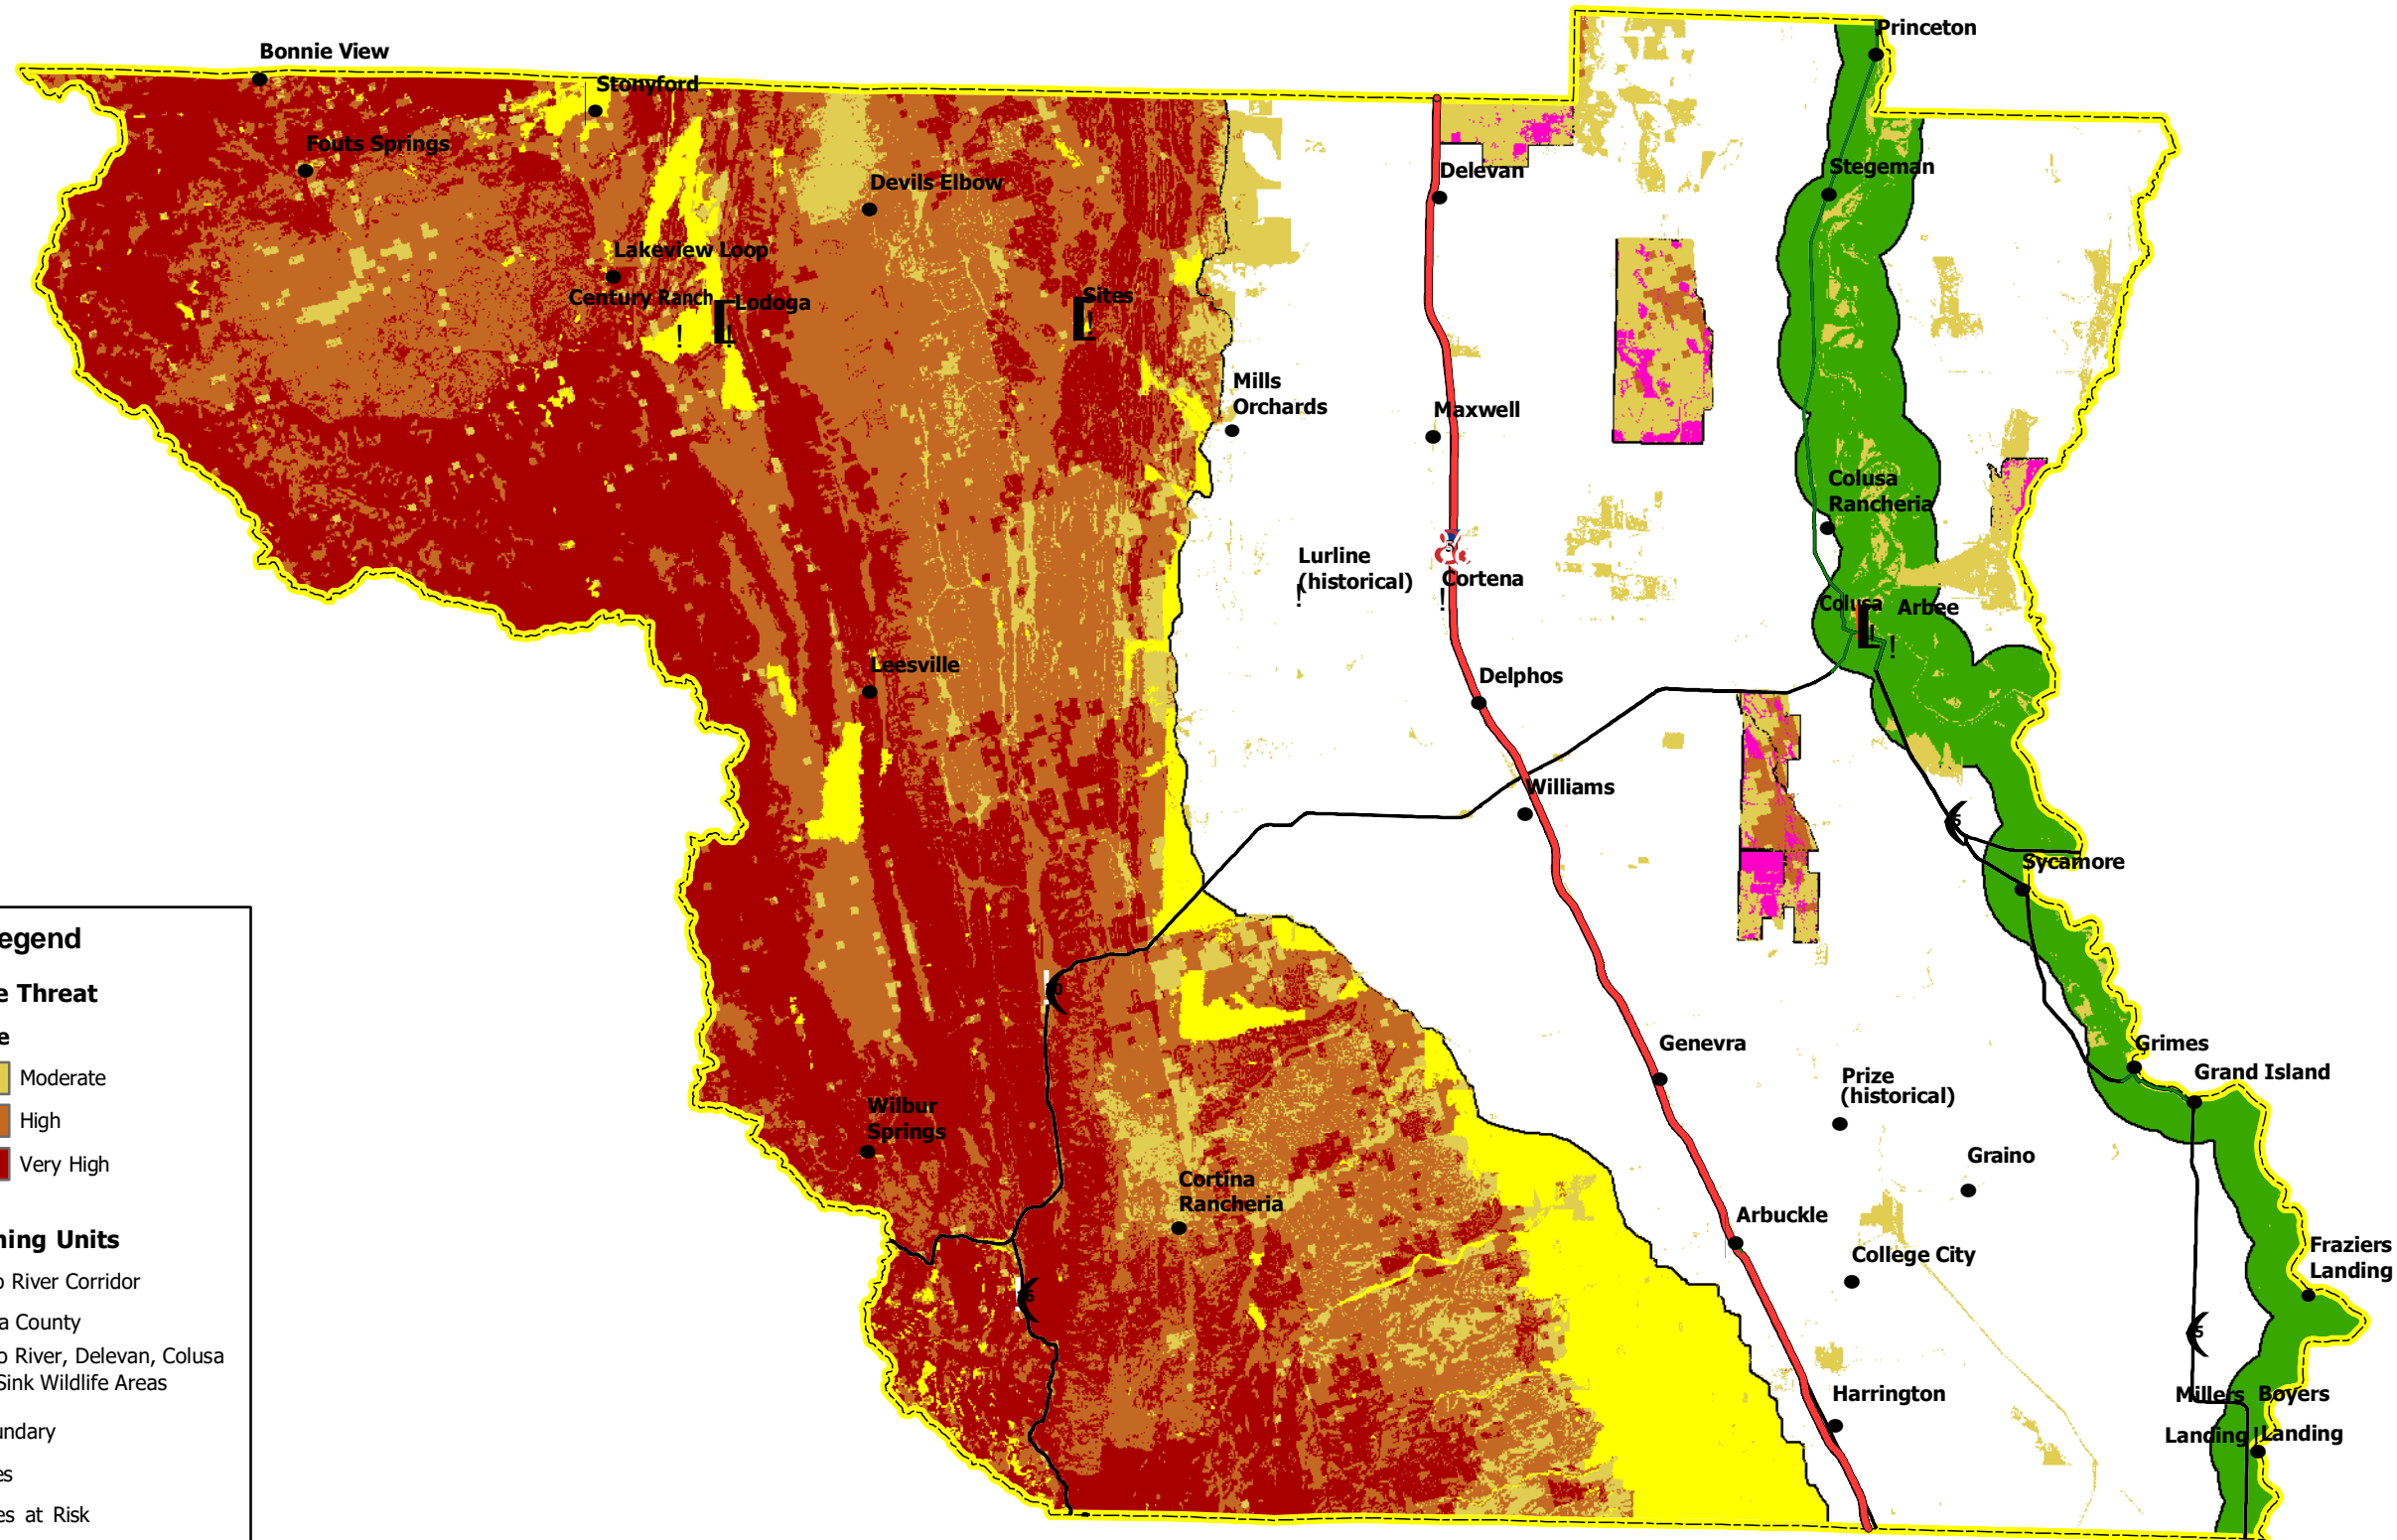 Princeton
Bonnie View
Stonyford
Fouts Springs
Delevan
Stegeman
Devils Elbow
Lakeview Loop
Century Ranch
Lodoga
Sites
Mills
Orchards
Maxwell
Colusa
Rancheria
5
Lurline
(historical)
Cortena
Colusa
Arbee
Leesville
Delphos
Williams
5
Sycamore
egend
e Threat
e
Moderate
High
Very High
ning Units
o River Corridor
a County
o River, Delevan, Colusa
Sink Wildlife Areas
undary
es
es at Risk
Genevra
Grimes
Grand Island
Prize
(historical)
Wilbur
Springs
Graino
Cortina
Rancheria
Arbuckle
College City
Fraziers
Landing
5
Harrington
Millers
Landing
Boyers
Landing